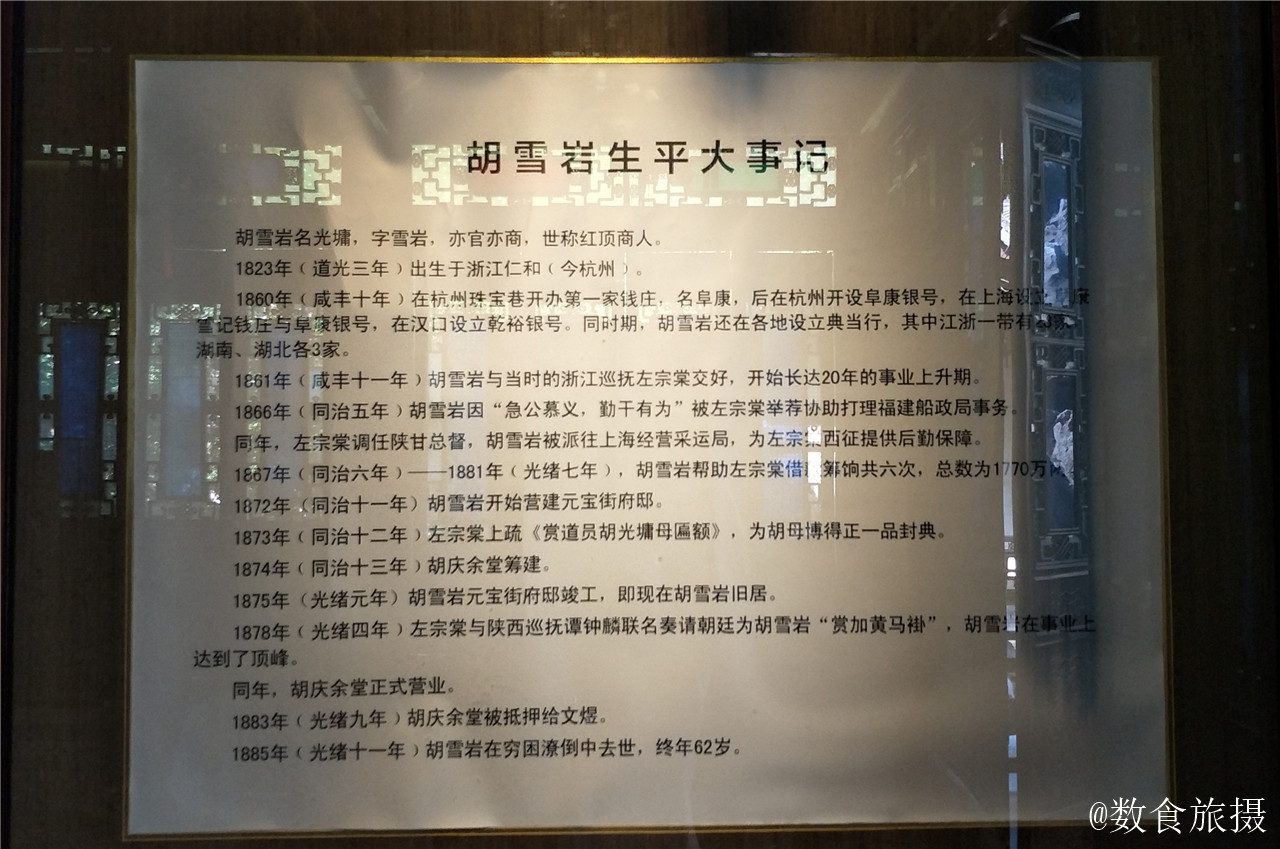 胡雪岩生平大事记
胡雪岩名光墉，字雪岩，亦官亦商，世称红顶商人。
1823年（道光三年）出生于浙江仁和（今杭州）。
1860年（咸丰十年）在杭州珠宝巷开办第一家钱庄，名阜康，后在杭州开设阜康银号，在上海设立阜康
雪记钱庄与阜康银号，在汉口设立乾裕银号。同时期，胡雪岩还在各地设立典当行，其中江浙一带有 家
湖南、湖北各3家。
1861年（咸丰十一年）胡雪岩与当时的浙江巡抚左宗棠交好，开始长达20年的事业上升期。
1866年（同治五年）胡雪岩因“急公慕义，勤干有为”被左宗棠举荐协助打理福建船政局事务。
同年，左宗棠调任陕甘总督，胡雪岩被派往上海经营采运局，为左宗棠西征提供后勤保障。
1867年（同治六年）——1881年（光绪七年），胡雪岩帮助左宗棠借款筹饷共六次，总数为1770万两
1872年（同治十一年）胡雪岩开始营建元宝街府邸。
1873年（同治十二年）左宗棠上疏《赏道员胡光墉母匾额》，为胡母博得正一品封典。
1874年（同治十三年）胡庆余堂筹建。
1875年（光绪元年）胡雪岩元宝街府邸竣工，即现在胡雪岩旧居。
1878年（光绪四年）左宗棠与陕西巡抚谭钟麟联名奏请朝廷为胡雪岩“赏加黄马褂”，胡雪岩在事业上
达到了顶峰。
同年，胡庆余堂正式营业。
1883年（光绪九年）胡庆余堂被抵押给文煜。
1885年（光绪十一年）胡雪岩在穷困潦倒中去世，终年62岁。
@数食旅摄